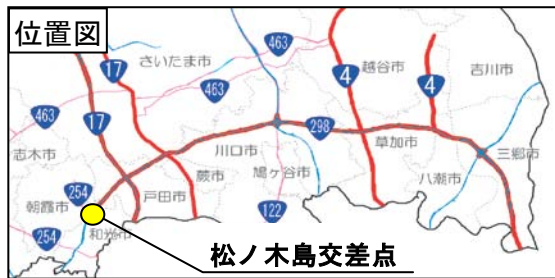 位置図
463
17
さいたま市
4
越谷市
吉川市
463
4
463
17
298
志木市
川口市
草加市
三郷市
254
蕨市
鳩ヶ谷市
戸田市
八潮市
朝霞市
122
254
和光市
松ノ木島交差点